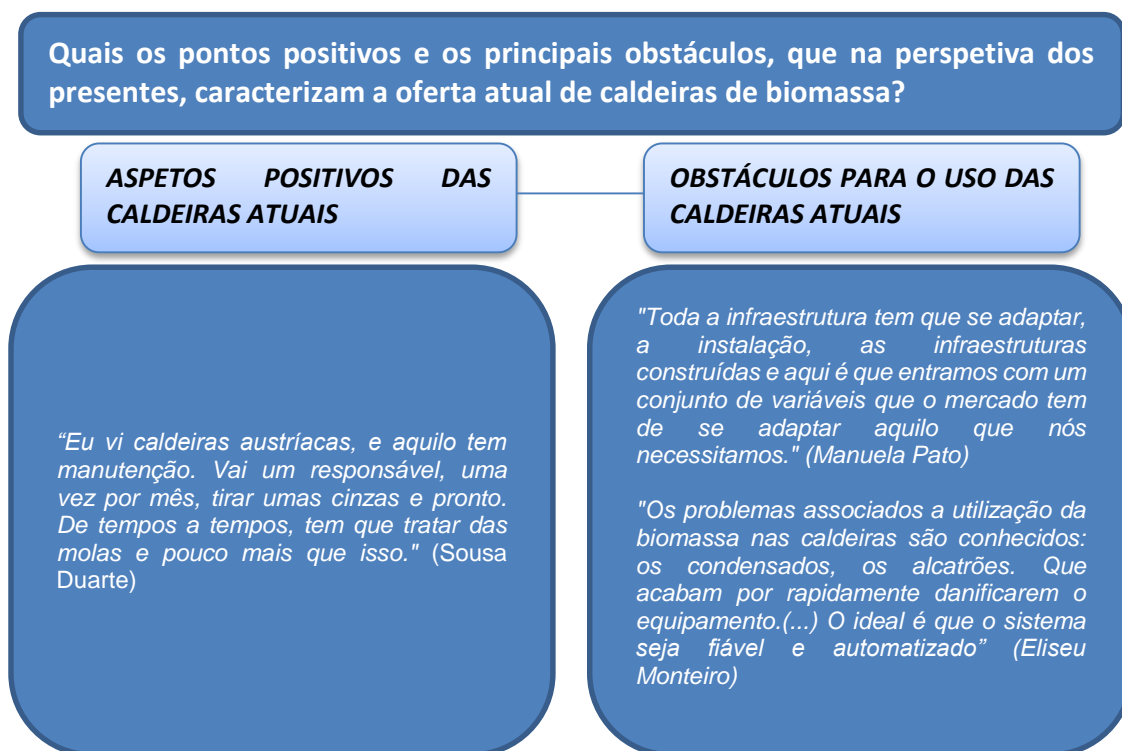 Quais os pontos positivos e os principais obstáculos, que na perspetiva dos
presentes, caracterizam a oferta atual de caldeiras de biomassa?
ASPETOS POSITIVOS DAS
CALDEIRAS ATUAIS
OBSTÁCULOS PARA O USO DAS
CALDEIRAS ATUAIS
“Eu vi caldeiras austríacas, e aquilo tem
manutenção. Vai um responsável, uma
vez por mês, tirar umas cinzas e pronto.
De tempos a tempos, tem que tratar das
molas e pouco mais que isso." (Sousa
Duarte)
"Toda a infraestrutura tem que se adaptar,
a instalação, as infraestruturas
construídas e aqui é que entramos com um
conjunto de variáveis que o mercado tem
de se adaptar aquilo que nós
necessitamos." (Manuela Pato)
"Os problemas associados a utilização da
biomassa nas caldeiras são conhecidos:
os condensados, os alcatrões. Que
acabam por rapidamente danificarem o
equipamento.(...) O ideal é que o sistema
seja fiável e automatizado” (Eliseu
Monteiro)